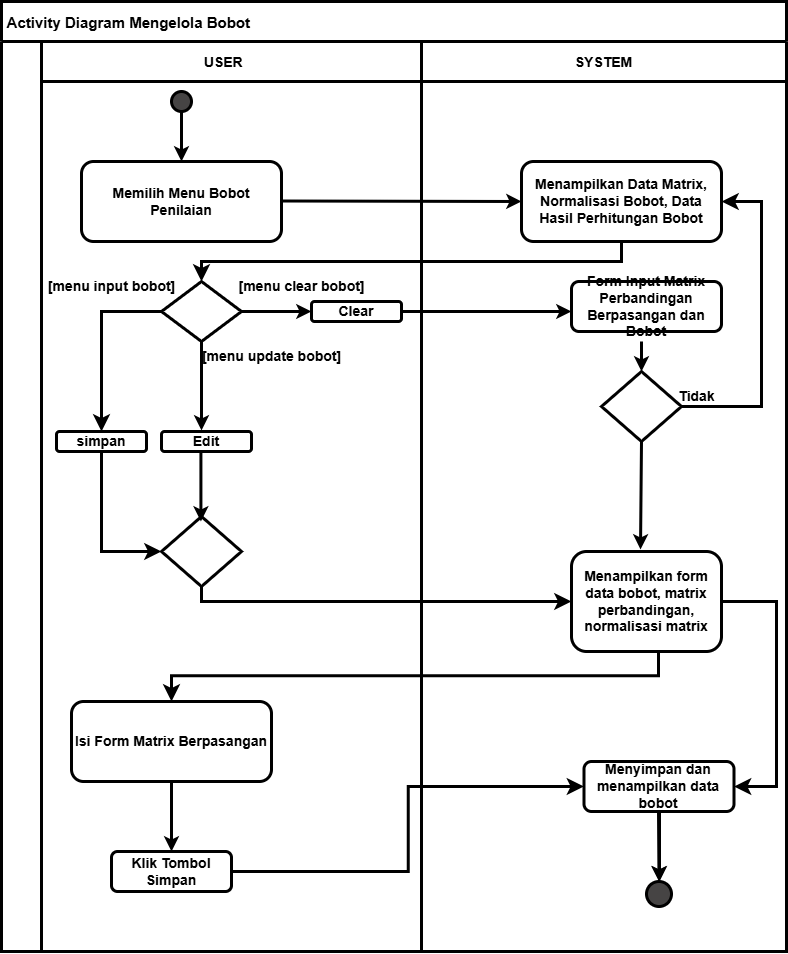 Activity Diagram Mengelola Bobot
USER
SYSTEM
Memilih Menu Bobot
Penilaian
Menampilkan Data Matrix,
Normalisasi Bobot, Data
Hasil Perhitungan Bobot
[menu input bobot]
[menu clear bobot]
Clear
Form Input Matrix
Perbandingan
Berpasangan dan
Bobot
[menu update bobot]
Tidak
simpan
Edit
Menampilkan form
data bobot, matrix
perbandingan,
normalisasi matrix
Isi Form Matrix Berpasangan
Menyimpan dan
menampilkan data
bobot
Klik Tombol
Simpan